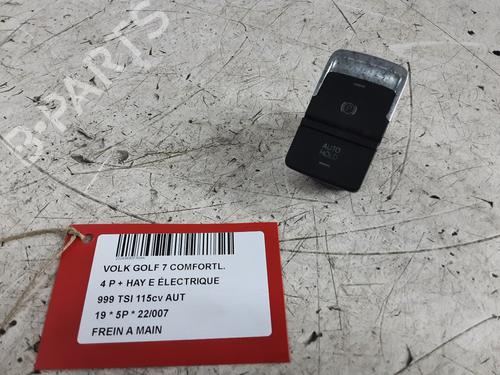 B-PARTS
AUTO
HOLD
VOLK GOLF 7 COMFORTL.
4 P + HAY E ÉLECTRIQUE
999 TSI 115cv AUT
19 * 5P * 22/007
FREIN A MAIN